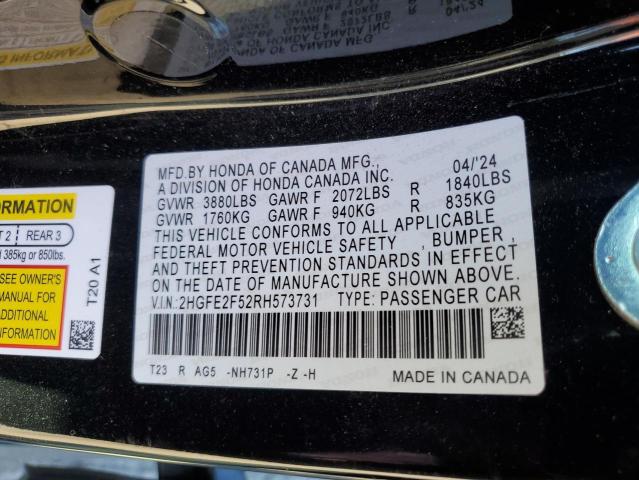 MFD.BY HONDA OF CANADA MFG., 04/'24
A DIVISION OF HONDA CANADA INC.
GVWR 3880LBS GAWR F 2072LBS R 1840LBS
GVWR 1760KG GAWR F 940KG R 835KG
THIS VEHICLE CONFORMS TO ALL APPLICABLE
FEDERAL MOTOR VEHICLE SAFETY , BUMPER ,
AND THEFT PREVENTION STANDARDS IN EFFECT
ON THE DATE OF MANUFACTURE SHOWN ABOVE.
V.I.N:2HGFE2F52RH573731 TYPE: PASSENGER CAR
T23 R AG5 -NH731P -Z -H
MADE IN CANADA
ORMATION
T 2 REAR 3
385kg or 850lbs.
SEE OWNER'S
MANUAL FOR
ADDITIONAL
INFORMATION
T20 A1